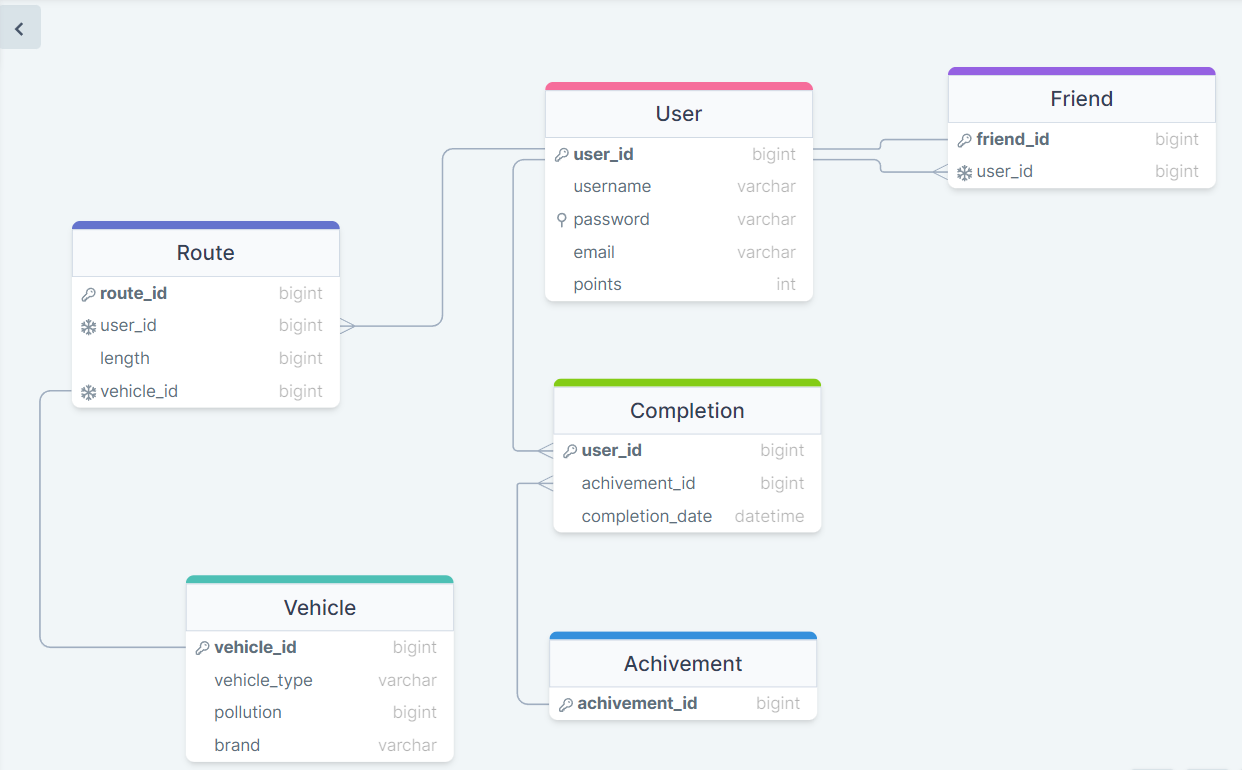 User
user_id bigint
username varchar
password varchar
email varchar
points int
Friend
friend_id bigint
user_id bigint
Route
route_id bigint
user_id bigint
length bigint
vehicle_id bigint
Completion
user_id bigint
achivement_id bigint
completion_date datetime
Vehicle
vehicle_id bigint
vehicle_type varchar
pollution bigint
brand varchar
Achivement
achivement_id bigint